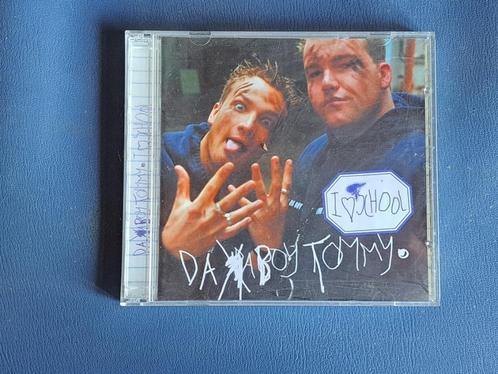 I ♡ SCHOOL
DA BOY TOMMY.
DA BOY TOMMY. I ♡ SCHOOL